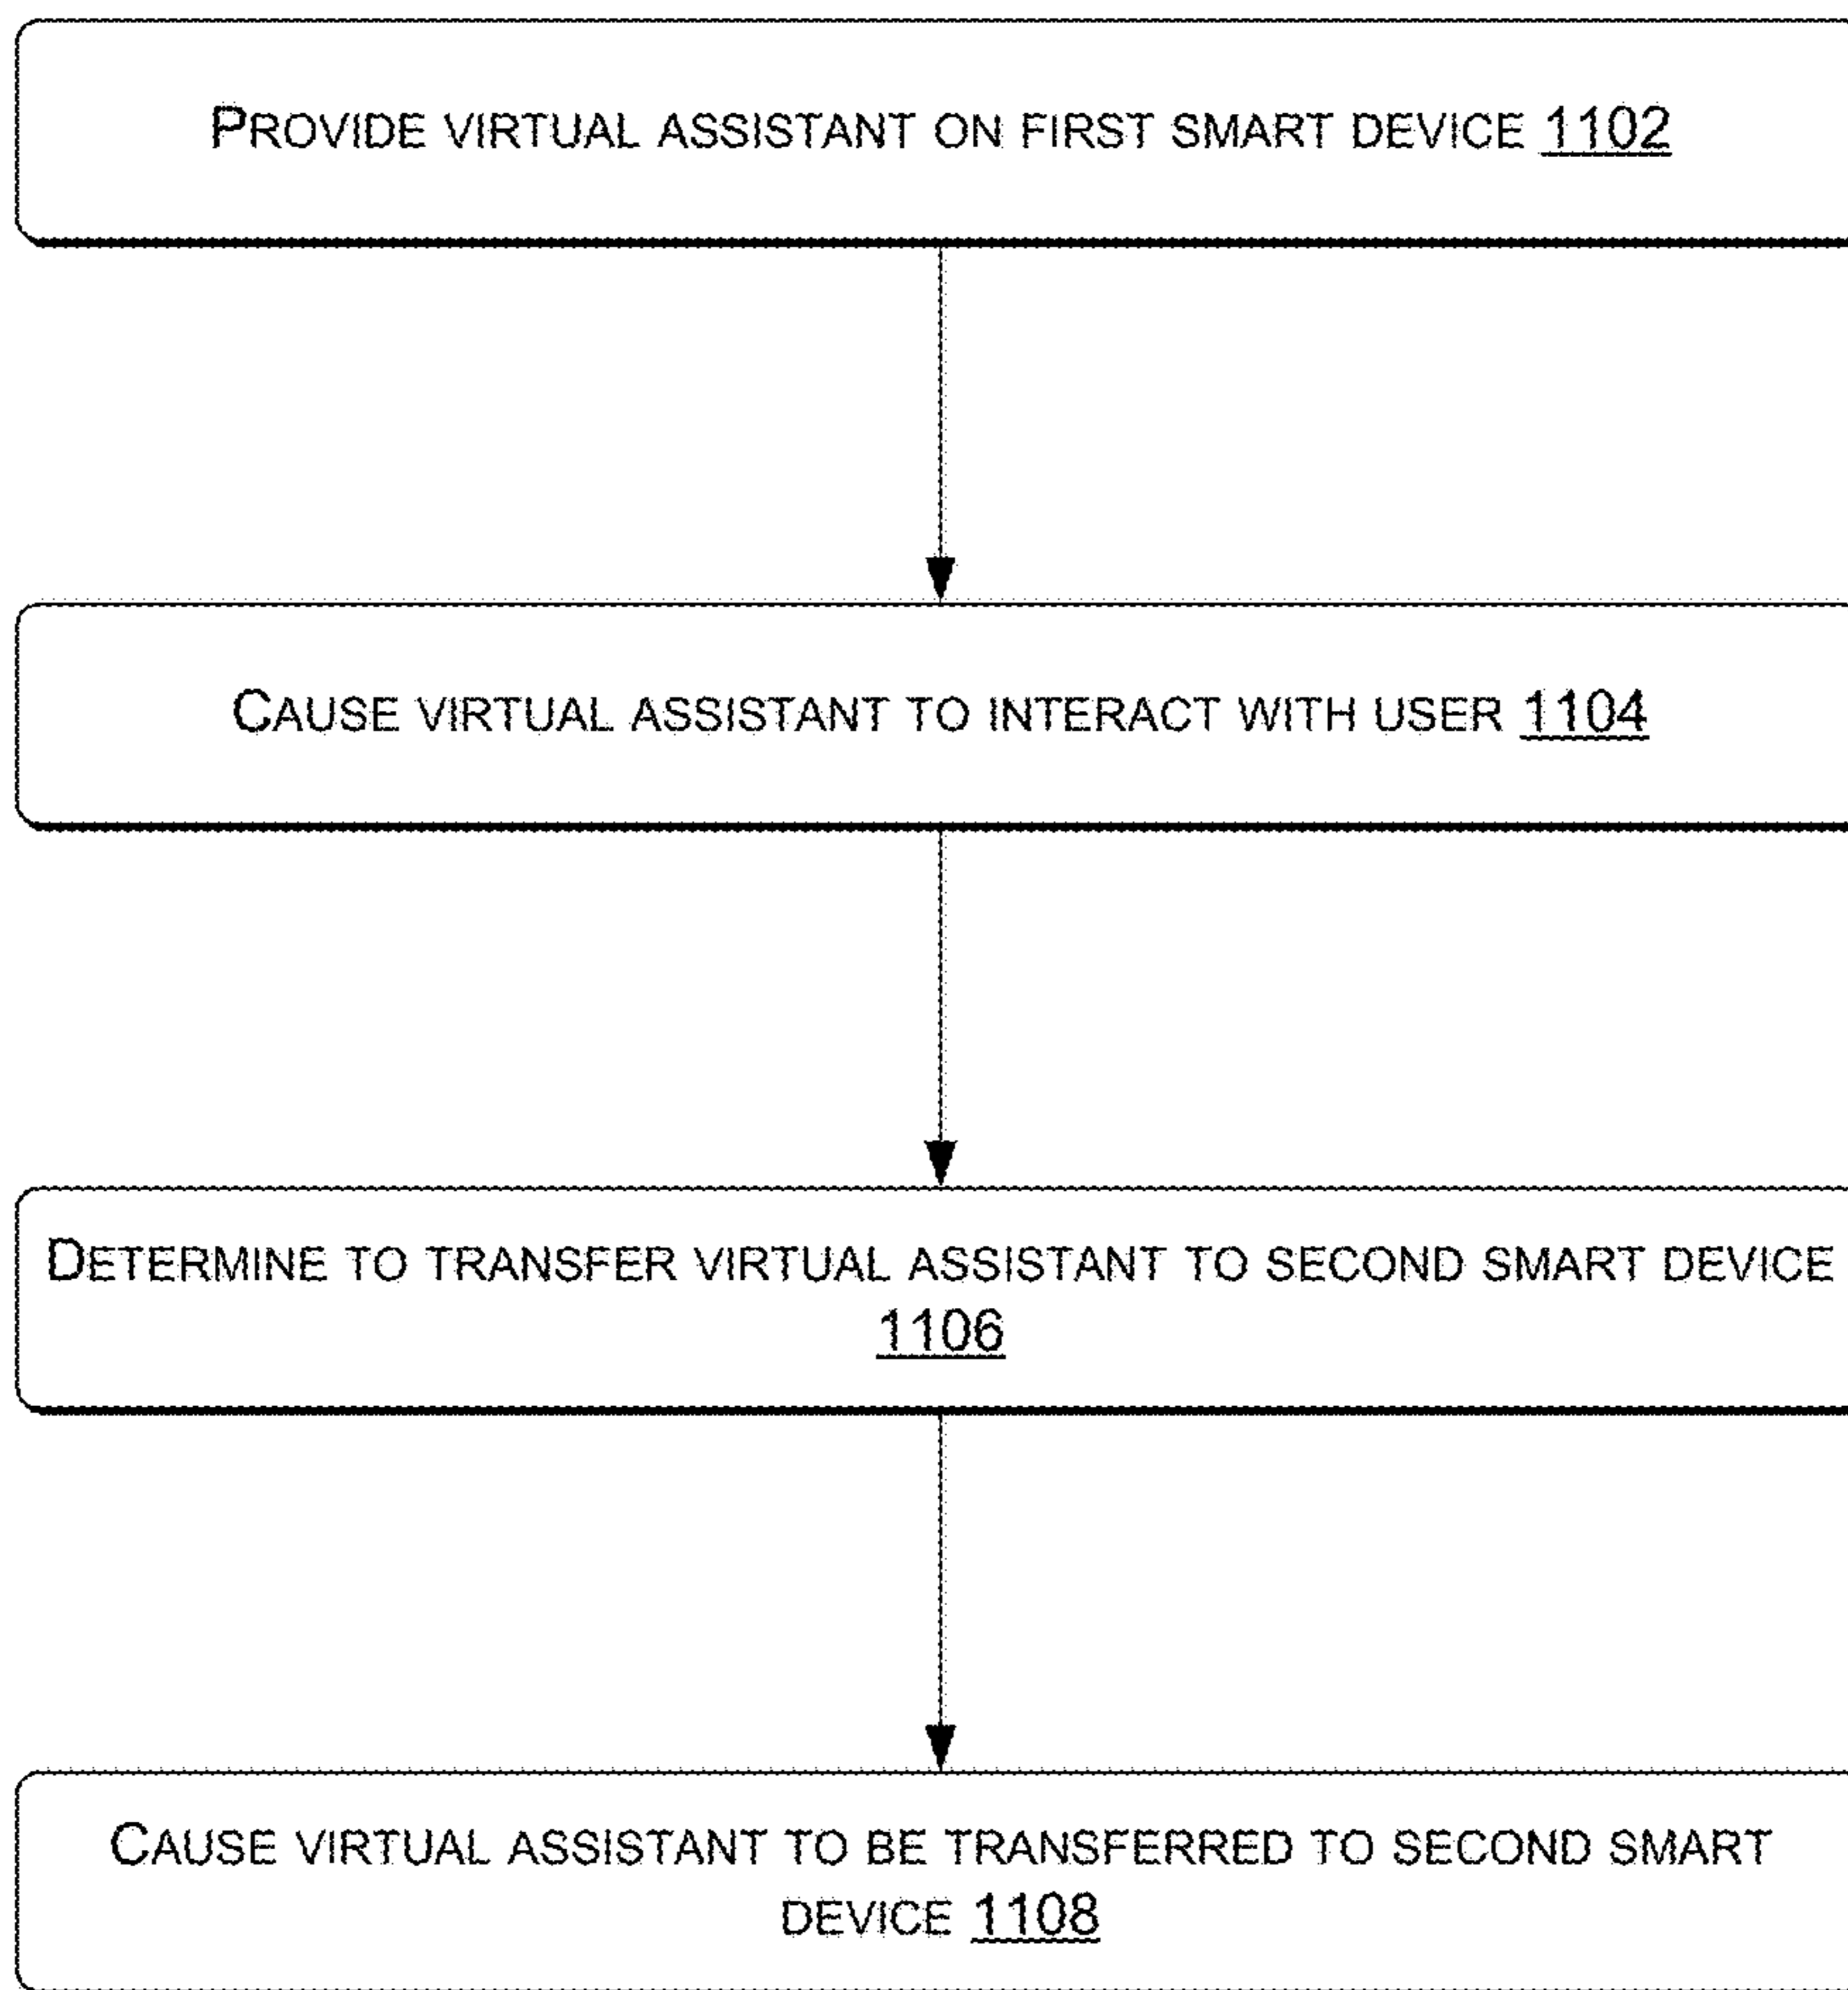 PROVIDE VIRTUAL ASSISTANT ON FIRST SMART DEVICE 1102
CAUSE VIRTUAL ASSISTANT TO INTERACT WITH USER 1104
DETERMINE TO TRANSFER VIRTUAL ASSISTANT TO SECOND SMART DEVICE
1106
CAUSE VIRTUAL ASSISTANT TO BE TRANSFERRED TO SECOND SMART
DEVICE 1108